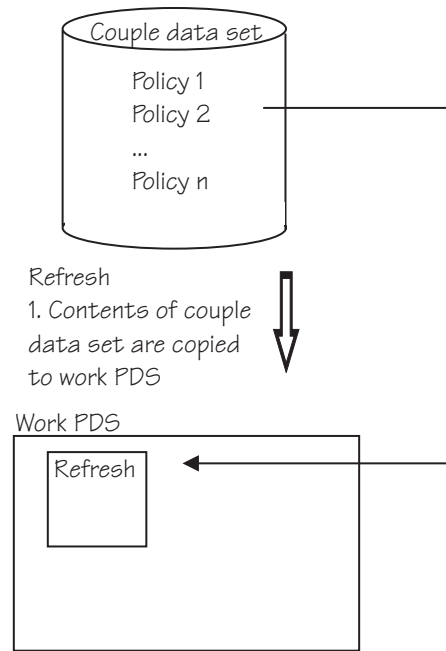 Couple data set
Policy 1
Policy 2
...
Policy n
Refresh
1. Contents of couple
data set are copied
to work PDS
Work PDS
Refresh